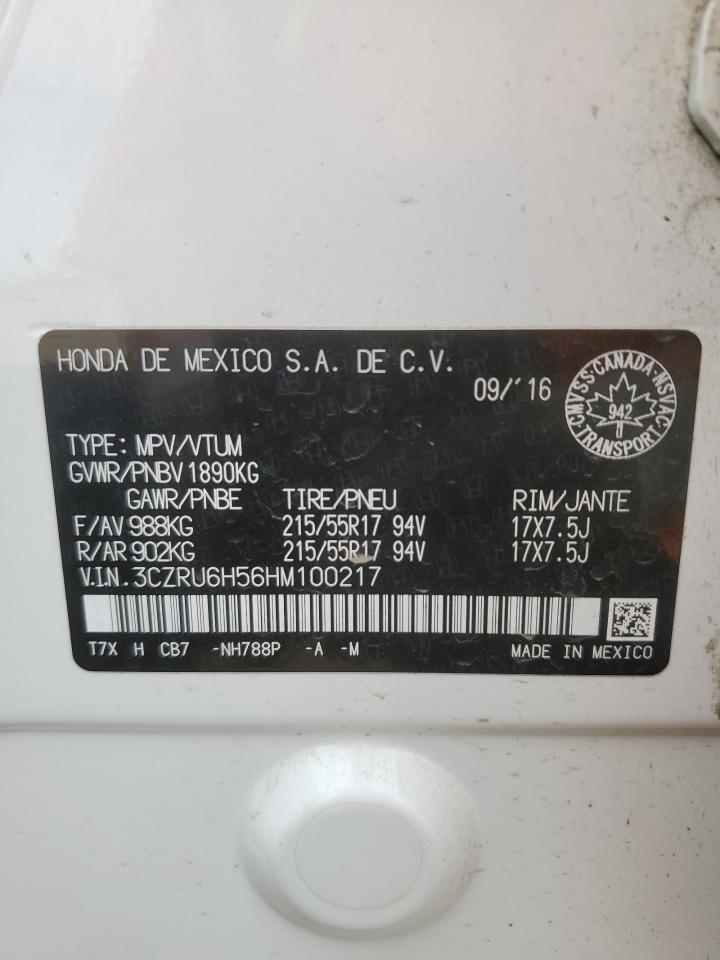 HONDA DE MEXICO S.A. DE C.V.
09/'16
CMVSS·CANADA·NSVAC·TRANSPORT·
942
TYPE: MPV/VTUM
GVWR/PNBV 1890KG
GAWR/PNBE TIRE/PNEU RIM/JANTE
F/AV 988KG 215/55R17 94V 17X7.5J
R/AR 902KG 215/55R17 94V 17X7.5J
V.I.N. 3CZRU6H56HM100217
T7X H CB7 -NH788P -A -M MADE IN MEXICO